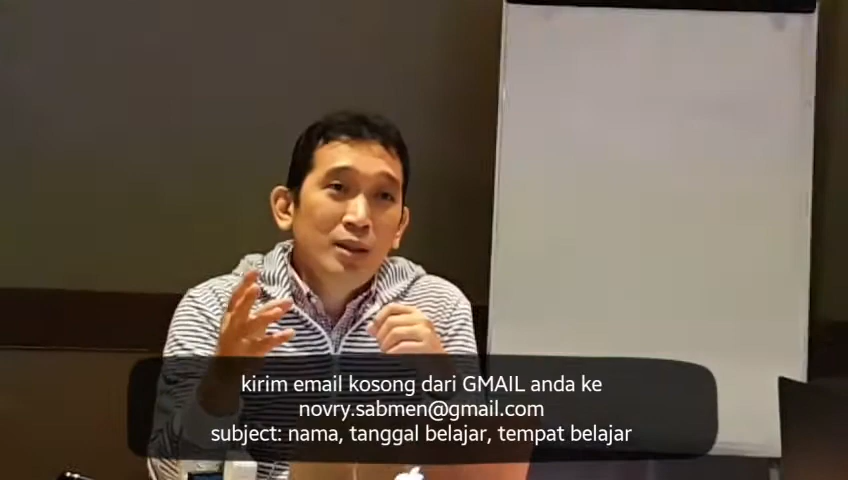 kirim email kosong dari GMAIL anda ke
novry.sabmen@gmail.com
subject: nama, tanggal belajar, tempat belajar